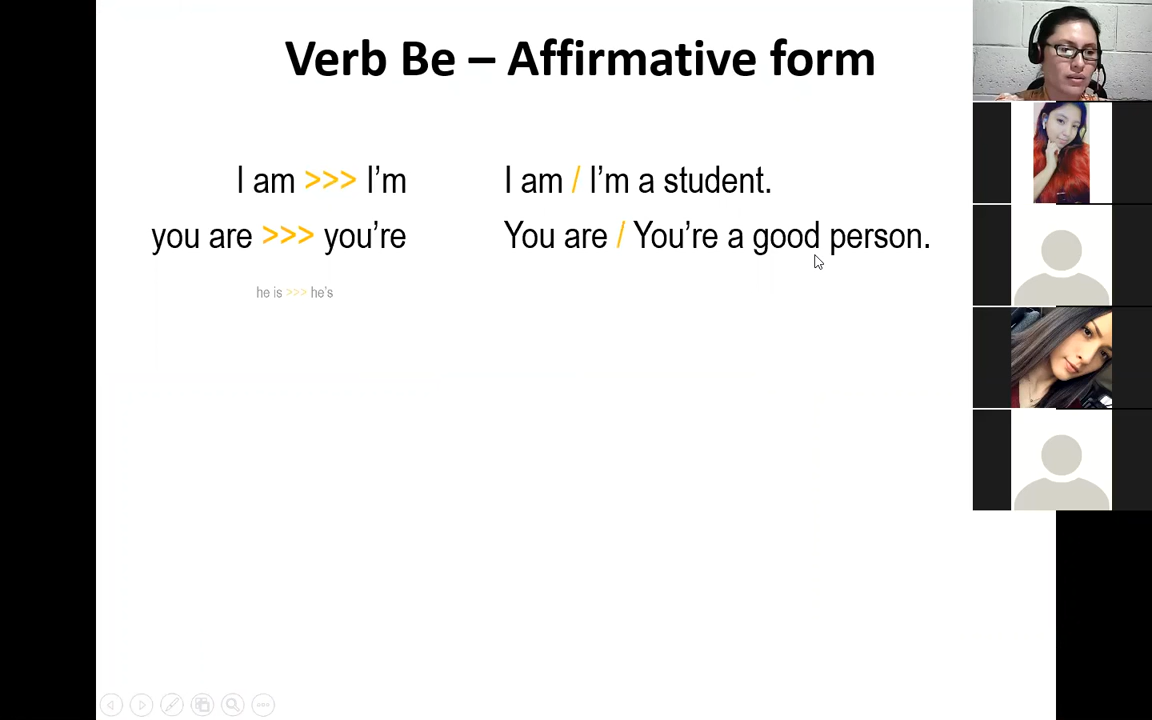 Verb Be – Affirmative form
I am >>> I'm
I am / I'm a student.
you are >>> you're
You are / You're a good person.
he is >>> he's